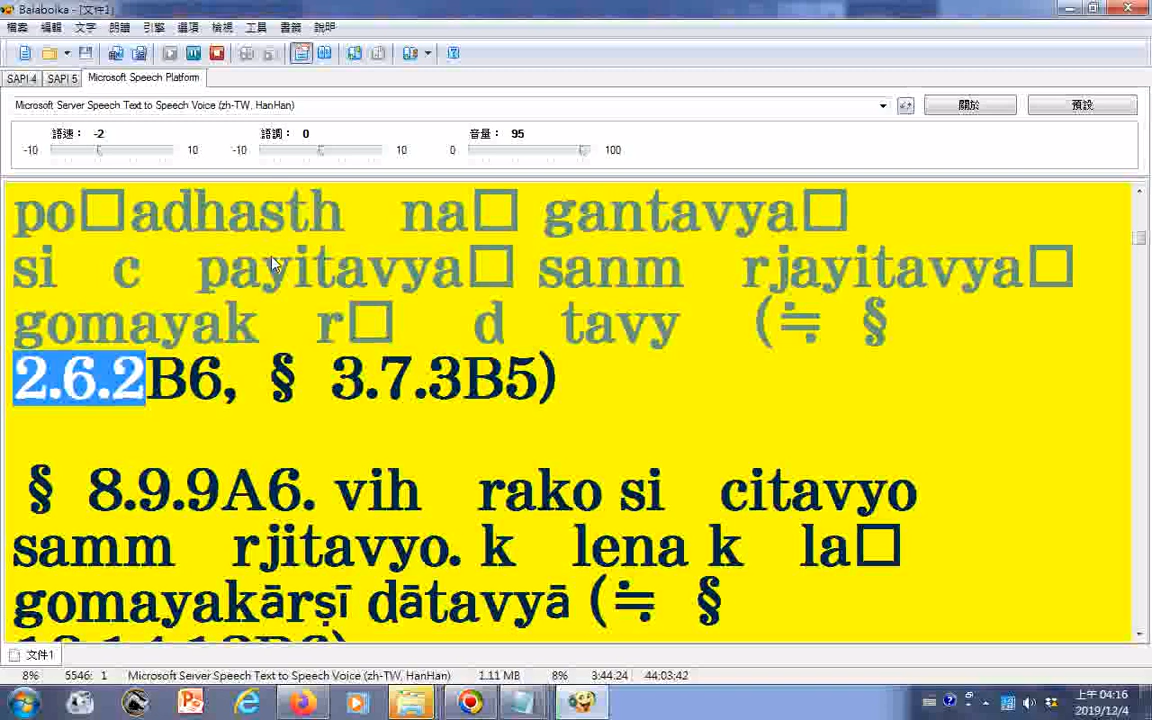 Balabolka - [文件1]
檔案 編輯 文字 朗讀 引擎 選項 檢視 工具 書籤 說明
SAPI 4 SAPI 5 Microsoft Speech Platform
Microsoft Server Speech Text to Speech Voice (zh-TW, HanHan) 關於 預設
語速： -2 語調： 0 音量： 95
-10 10 -10 10 0 100
po□adhasth na□ gantavya□
si c payitavya□ sanm rjayitavya□
gomayak r□ d tavy (≒ §
2.6.2B6, § 3.7.3B5)
§ 8.9.9A6. vih rako si citavyo
samm rjitavyo. k lena k la□
gomayakārṣī dātavyā (≒ §
文件1
8% 5546: 1 Microsoft Server Speech Text to Speech Voice (zh-TW, HanHan) 1.11 MB 8% 3:44.24 44:03:42
上午 04:16
2019/12/4